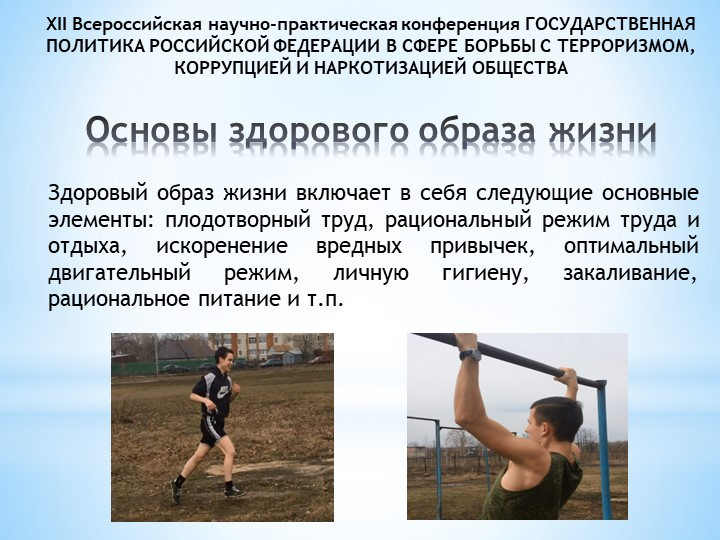 XII Всероссийская научно-практическая конференция ГОСУДАРСТВЕННАЯ
ПОЛИТИКА РОССИЙСКОЙ ФЕДЕРАЦИИ В СФЕРЕ БОРЬБЫ С ТЕРРОРИЗМОМ,
КОРРУПЦИЕЙ И НАРКОТИЗАЦИЕЙ ОБЩЕСТВА
Основы здорового образа жизни
Здоровый образ жизни включает в себя следующие основные
элементы: плодотворный труд, рациональный режим труда и
отдыха, искоренение вредных привычек, оптимальный
двигательный режим, личную гигиену, закаливание,
рациональное питание и т.п.